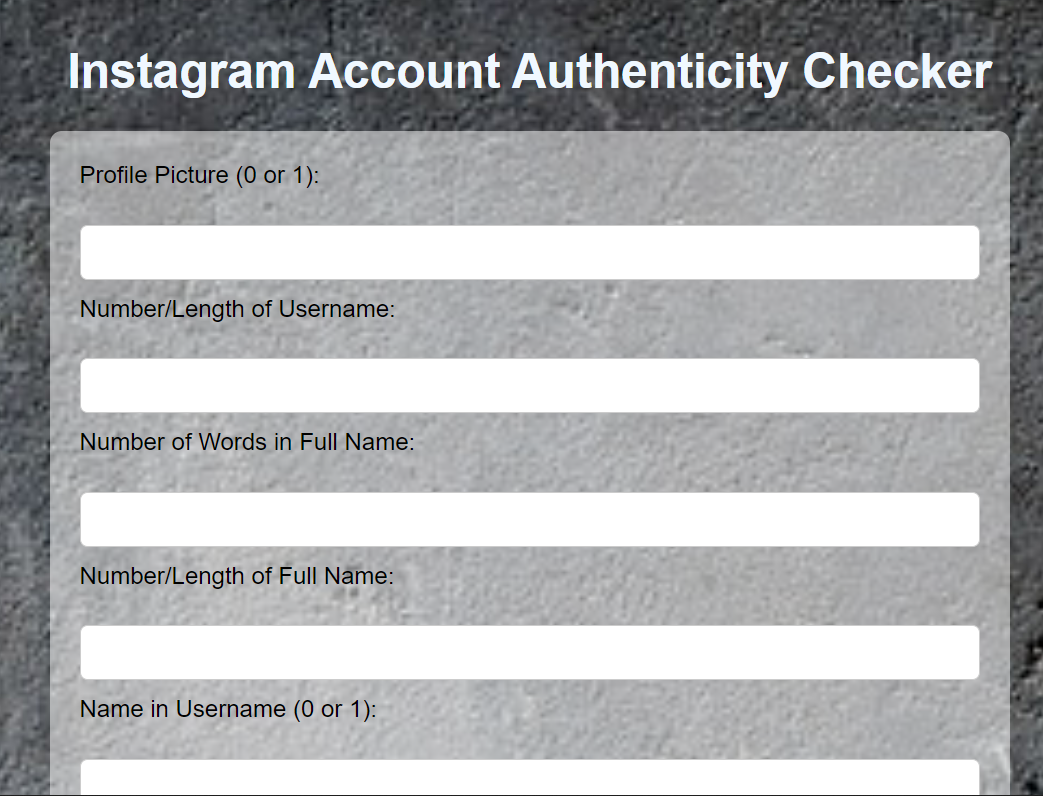 Instagram Account Authenticity Checker
Profile Picture (0 or 1):
Number/Length of Username:
Number of Words in Full Name:
Number/Length of Full Name:
Name in Username (0 or 1):